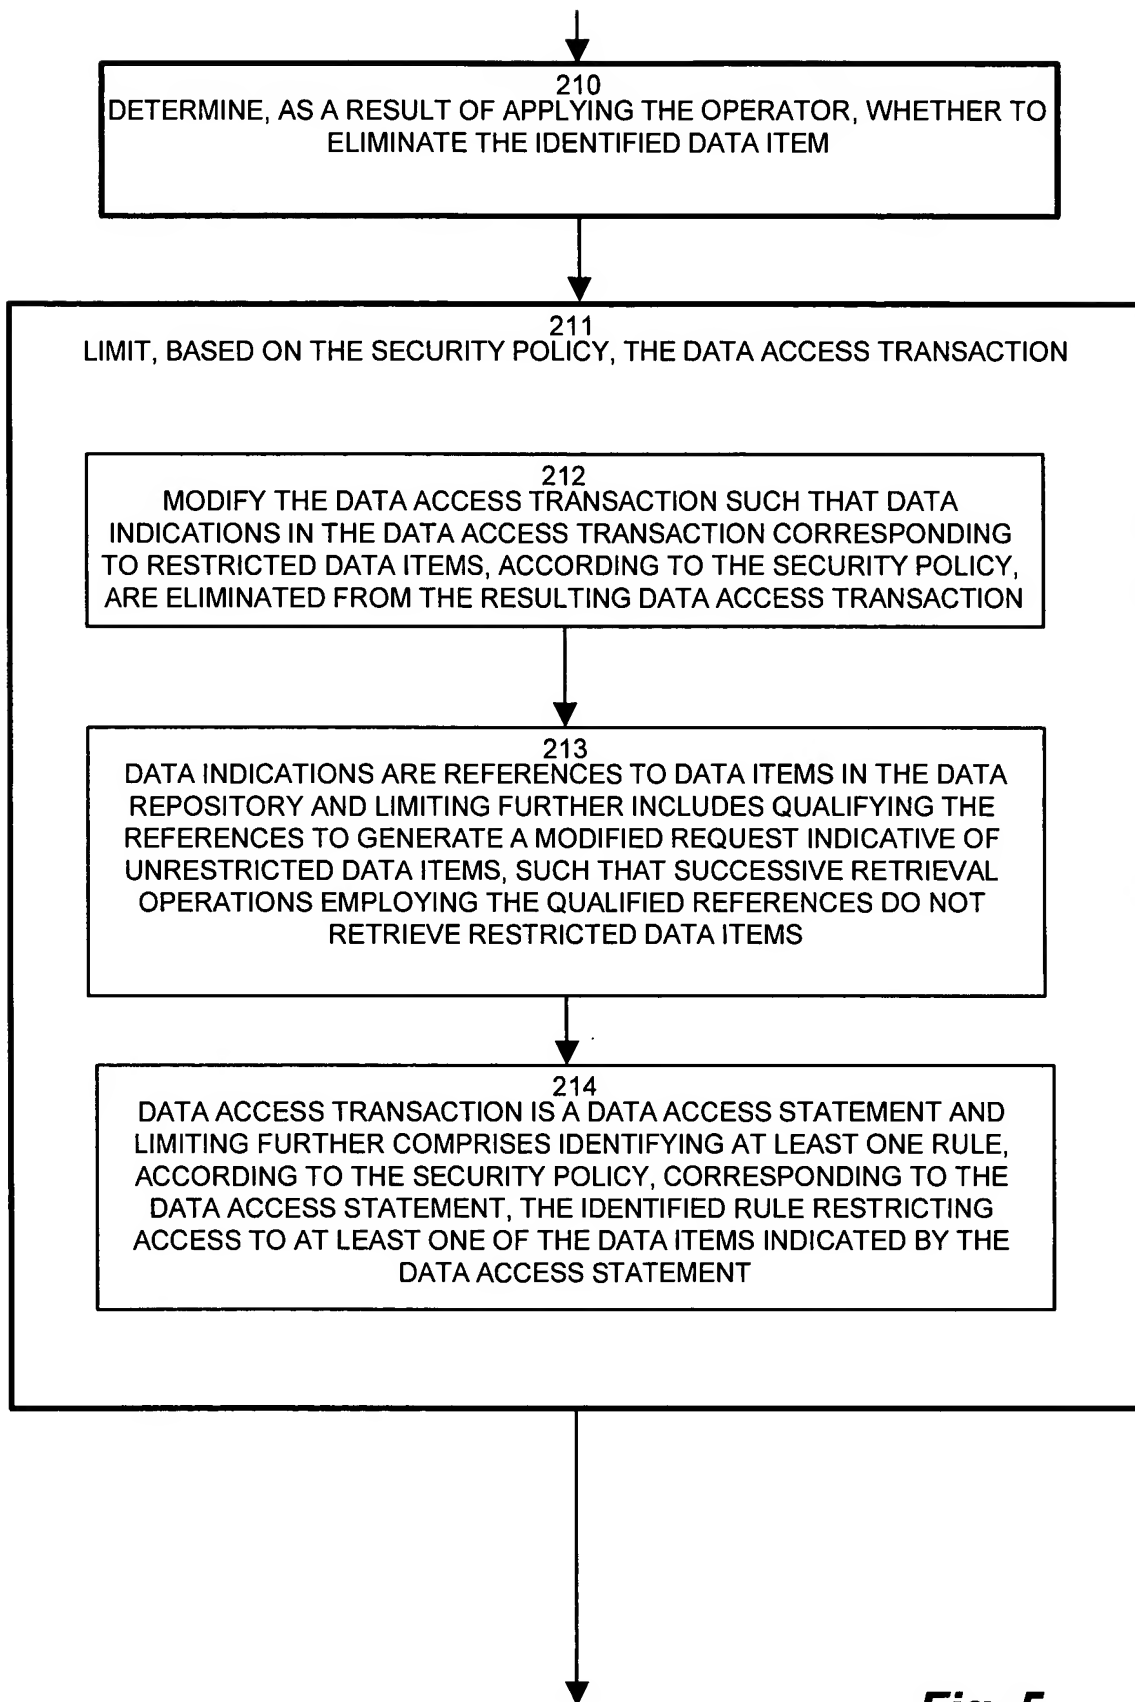 210
DETERMINE, AS A RESULT OF APPLYING THE OPERATOR, WHETHER TO
ELIMINATE THE IDENTIFIED DATA ITEM
211
LIMIT, BASED ON THE SECURITY POLICY, THE DATA ACCESS TRANSACTION
212
MODIFY THE DATA ACCESS TRANSACTION SUCH THAT DATA
INDICATIONS IN THE DATA ACCESS TRANSACTION CORRESPONDING
TO RESTRICTED DATA ITEMS, ACCORDING TO THE SECURITY POLICY,
ARE ELIMINATED FROM THE RESULTING DATA ACCESS TRANSACTION
213
DATA INDICATIONS ARE REFERENCES TO DATA ITEMS IN THE DATA
REPOSITORY AND LIMITING FURTHER INCLUDES QUALIFYING THE
REFERENCES TO GENERATE A MODIFIED REQUEST INDICATIVE OF
UNRESTRICTED DATA ITEMS, SUCH THAT SUCCESSIVE RETRIEVAL
OPERATIONS EMPLOYING THE QUALIFIED REFERENCES DO NOT
RETRIEVE RESTRICTED DATA ITEMS
214
DATA ACCESS TRANSACTION IS A DATA ACCESS STATEMENT AND
LIMITING FURTHER COMPRISES IDENTIFYING AT LEAST ONE RULE,
ACCORDING TO THE SECURITY POLICY, CORRESPONDING TO THE
DATA ACCESS STATEMENT, THE IDENTIFIED RULE RESTRICTING
ACCESS TO AT LEAST ONE OF THE DATA ITEMS INDICATED BY THE
DATA ACCESS STATEMENT
Fig. 5